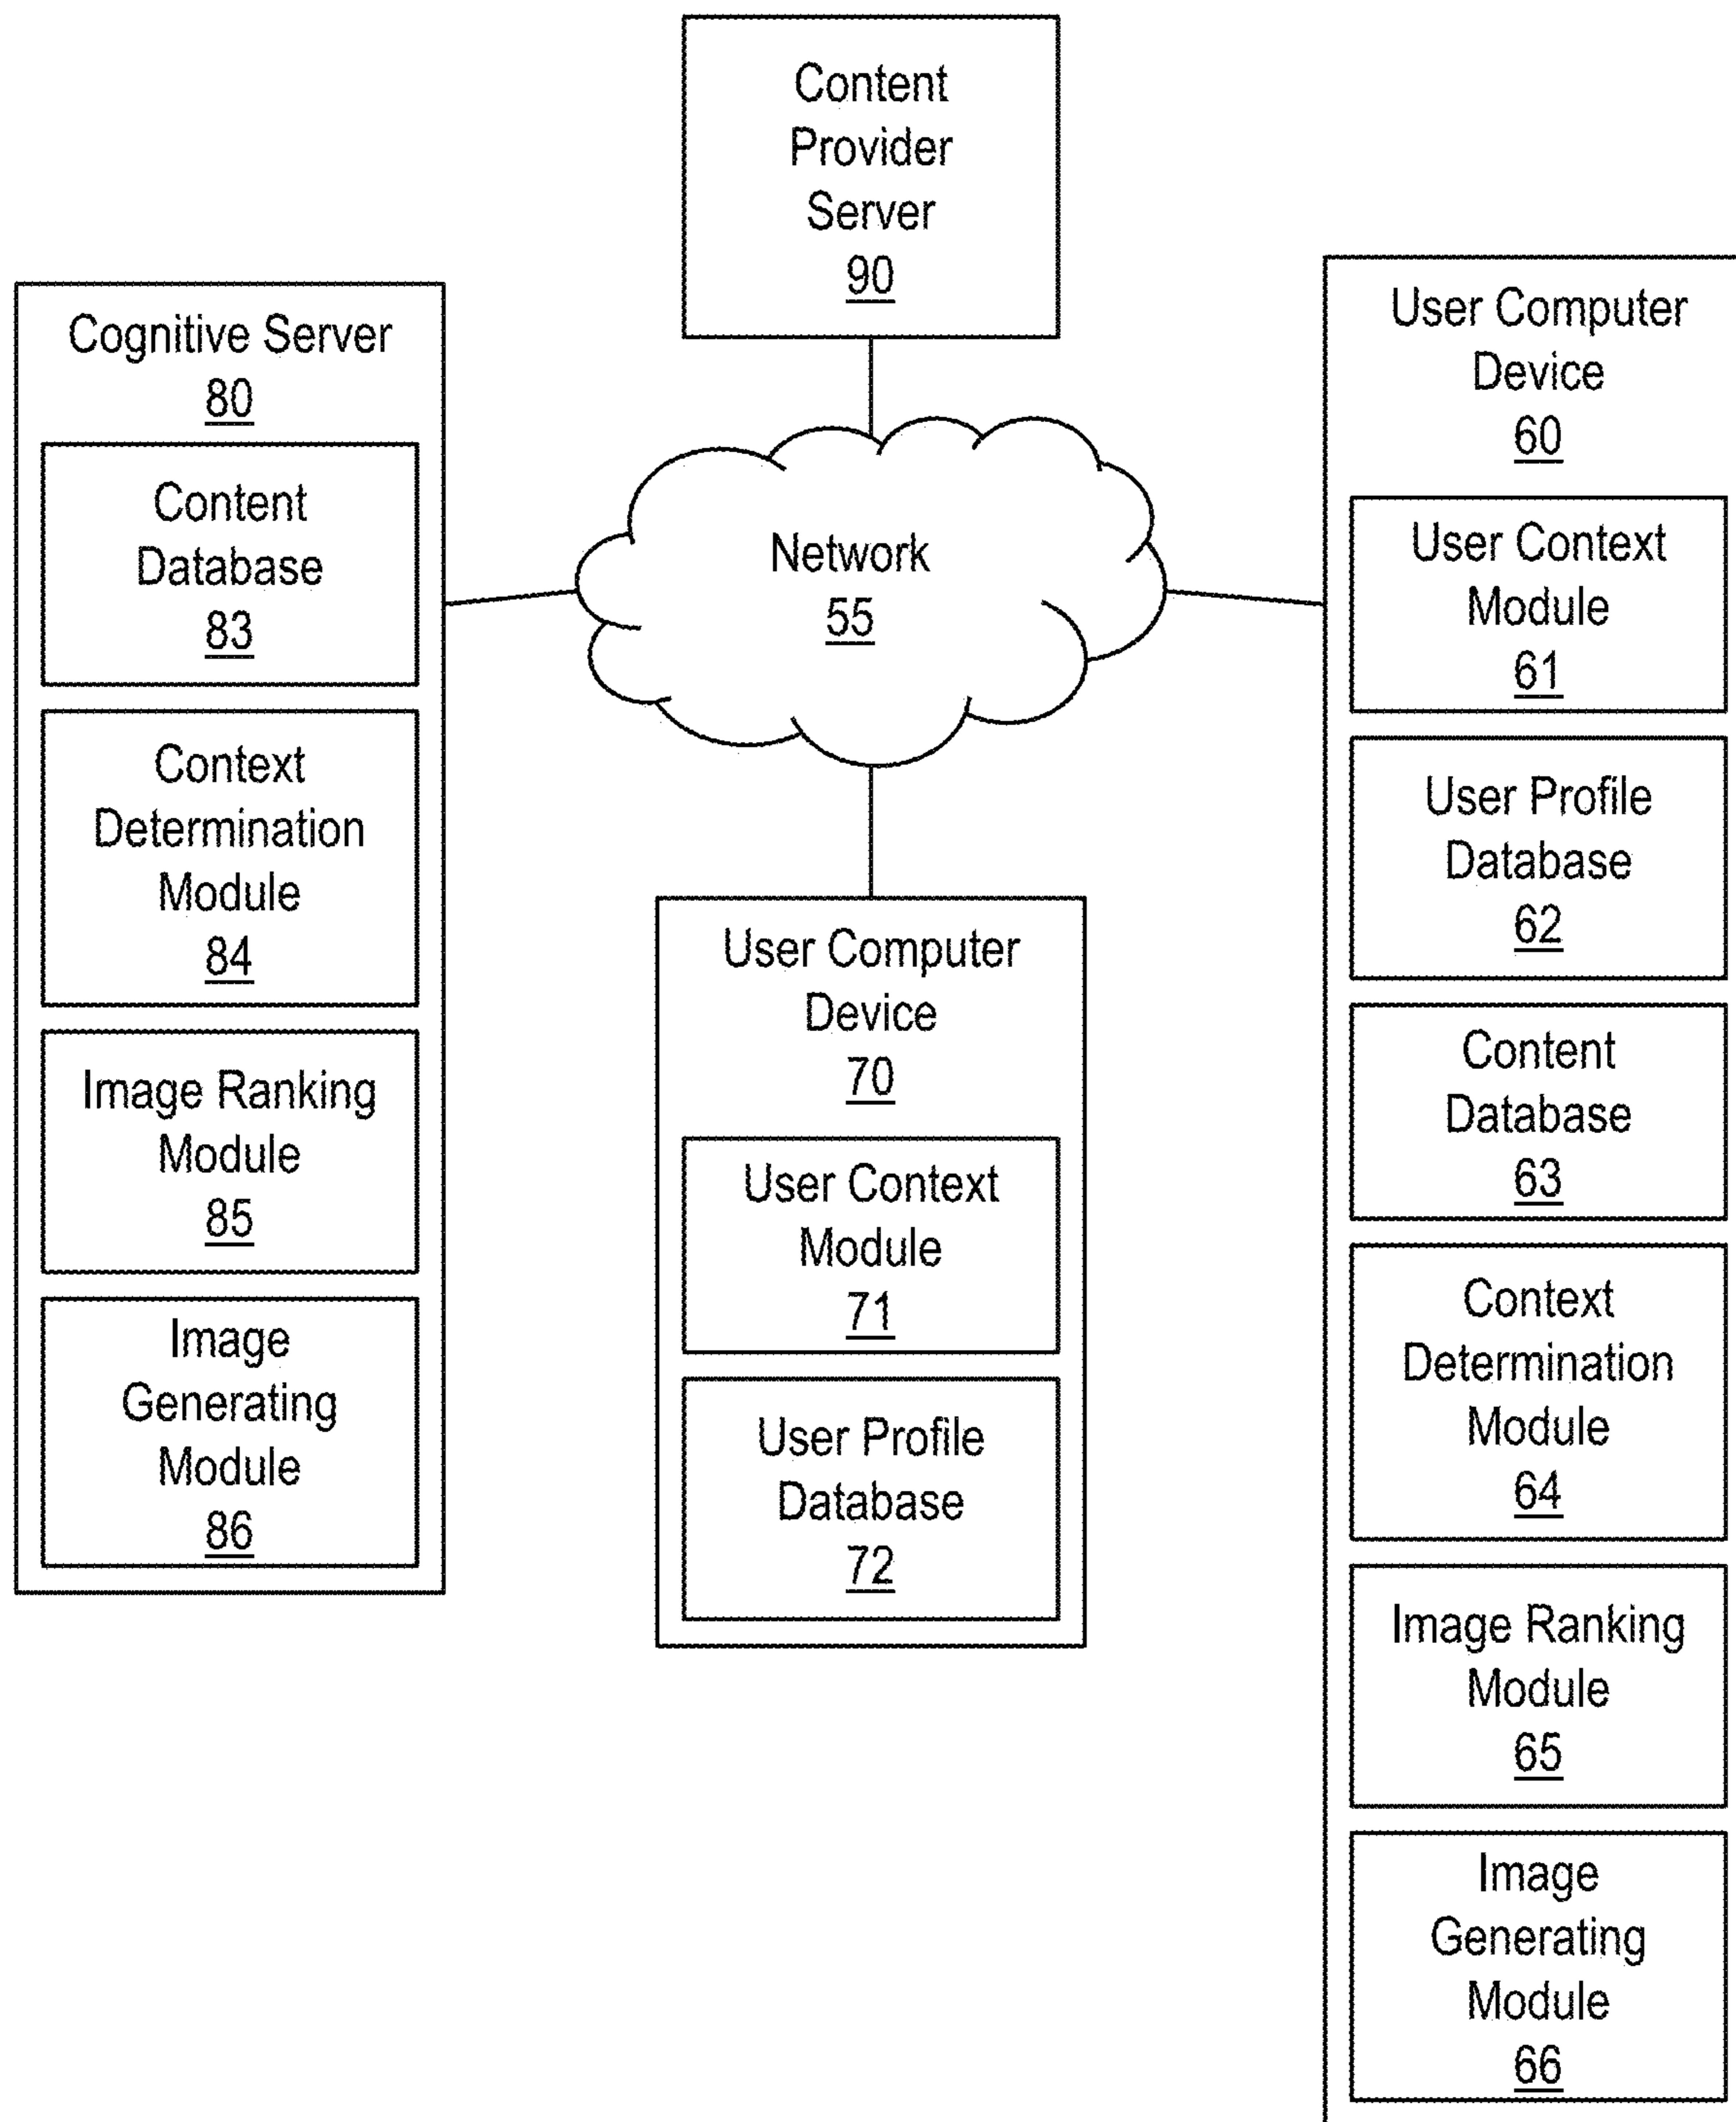 Content
Provider
Server
90
Cognitive Server
80
Content
Database
83
Context
Determination
Module
84
Image Ranking
Module
85
Image
Generating
Module
86
Network
55
User Computer
Device
70
User Context
Module
71
User Profile
Database
72
User Computer
Device
60
User Context
Module
61
User Profile
Database
62
Content
Database
63
Context
Determination
Module
64
Image Ranking
Module
65
Image
Generating
Module
66